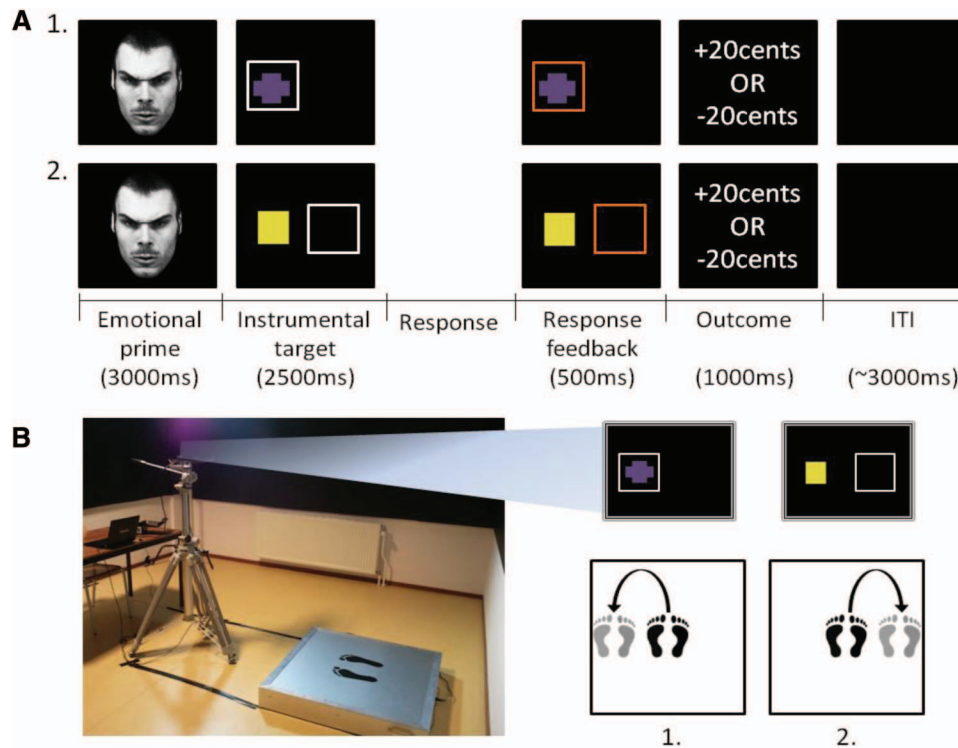 A
1.
+20cents
OR
-20cents
2.
+20cents
OR
-20cents
Emotional
prime
(3000ms)
Instrumental
target
(2500ms)
Response
Response
feedback
(500ms)
Outcome
(1000ms)
ITI
(~3000ms)
B
1.
2.